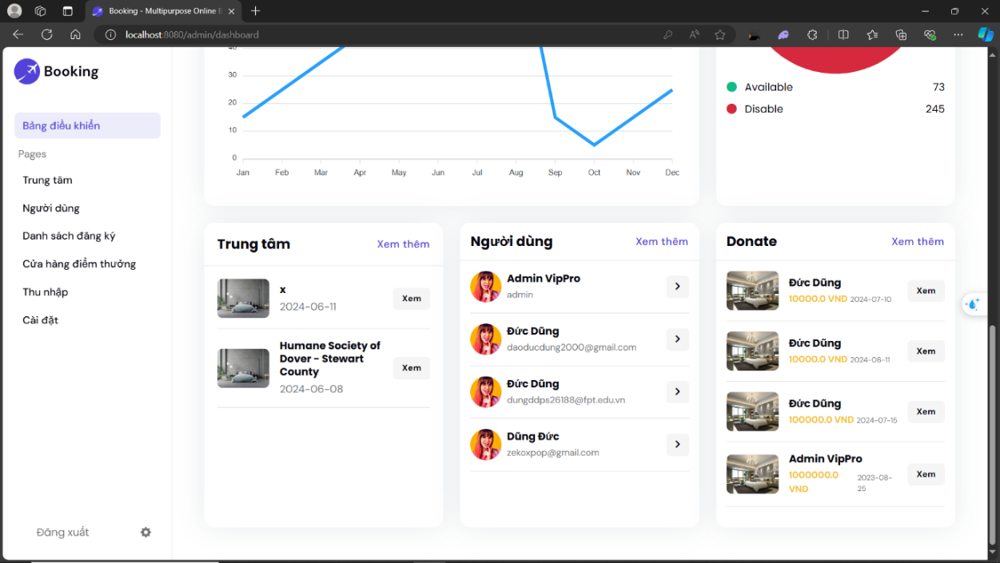 Booking - Multipurpose Online B
localhost:8080/admin/dashboard
Booking
Bảng điều khiển
Pages
Trung tâm
Người dùng
Danh sách đăng ký
Cửa hàng điểm thưởng
Thu nhập
Cài đặt
Đăng xuất
40
30
20
10
0
Jan Feb Mar Apr May Jun Jul Aug Sep Oct Nov Dec
Available 73
Disable 245
Trung tâm Xem thêm
x
2024-06-11
Xem
Humane Society of
Dover - Stewart
County
2024-06-08
Xem
Người dùng Xem thêm
Admin VipPro
admin
Đức Dũng
daoducdung2000@gmail.com
Đức Dũng
dungddps26188@fpt.edu.vn
Dũng Đức
zekoxpop@gmail.com
Donate Xem thêm
Đức Dũng
10000.0 VND 2024-07-10
Xem
Đức Dũng
10000.0 VND 2024-06-11
Xem
Đức Dũng
100000.0 VND 2024-07-15
Xem
Admin VipPro
1000000.0 2023-08-
VND 25
Xem